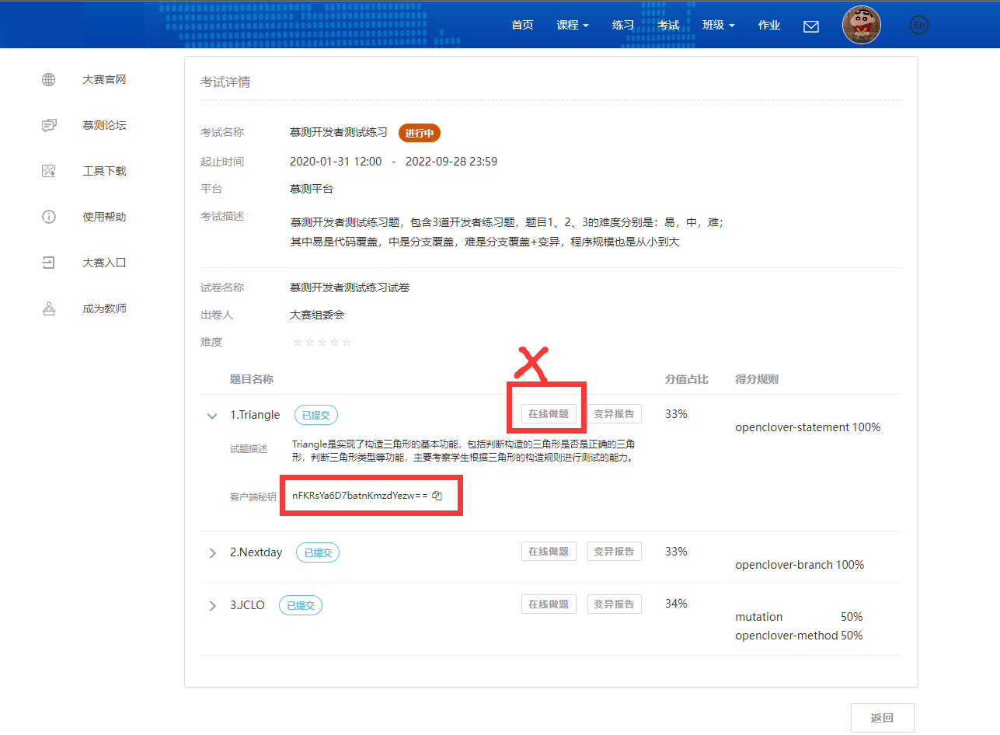 首页 课程 练习 考试 班级 作业 En
大赛官网
慕测论坛
工具下载
使用帮助
大赛入口
成为教师
考试详情
考试名称 慕测开发者测试练习 进行中
起止时间 2020-01-31 12:00 - 2022-09-28 23:59
平台 慕测平台
考试描述 慕测开发者测试练习题，包含3道开发者练习题，题目1、2、3的难度分别是：易，中，难；
其中易是代码覆盖，中是分支覆盖，难是分支覆盖+变异，程序规模也是从小到大
试卷名称 慕测开发者测试练习试卷
出卷人 大赛组委会
难度 ☆☆☆☆☆
X
题目名称 分值占比 得分规则
1.Triangle 已提交 在线做题 变异报告 33%
openclover-statement 100%
试题描述 Triangle是实现了构造三角形的基本功能，包括判断构造的三角形是否是正确的三角
形，判断三角形类型等功能，主要考察学生根据三角形的构造规则进行测试的能力。
客户端秘钥 nFKRsYa6D7batnKmzdYezw==
2.Nextday 已提交 在线做题 变异报告 33%
openclover-branch 100%
3.JCLO 已提交 在线做题 变异报告 34%
mutation 50%
openclover-method 50%
返回